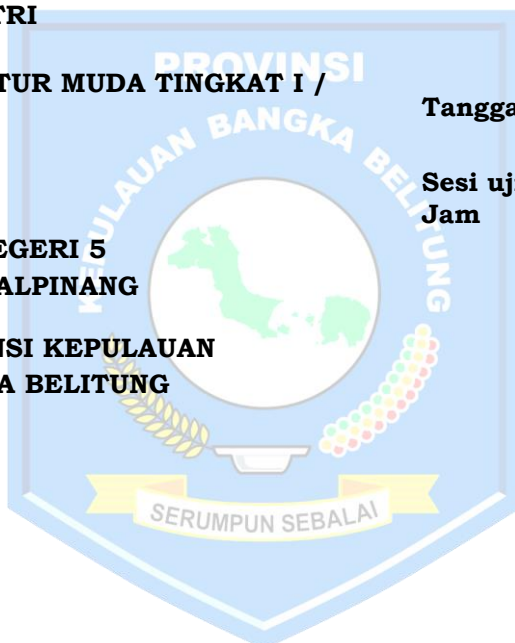 TRI
TUR MUDA TINGKAT I /
Tangga
Sesi uj
Jam
EGERI 5
ALPINANG
NSI KEPULAUAN
A BELITUNG
PROVINSI
KEPULAUAN BANGKA BELITUNG
SERUMPUN SEBALAI